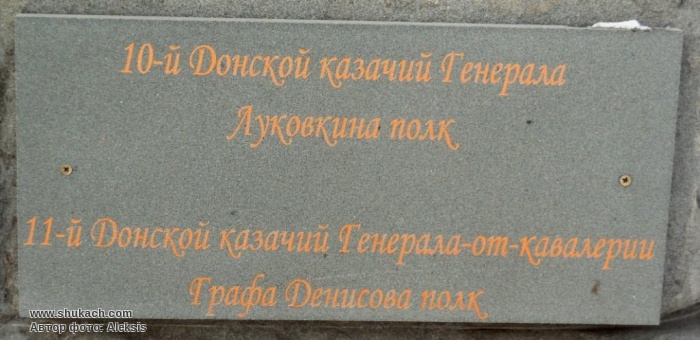 10-й Донской казачий Генерала
Луковкина полк
11-й Донской казачий Генерала-от-кавалерии
Графа Денисова полк
www.shukach.com
Автор фото: Aleksis